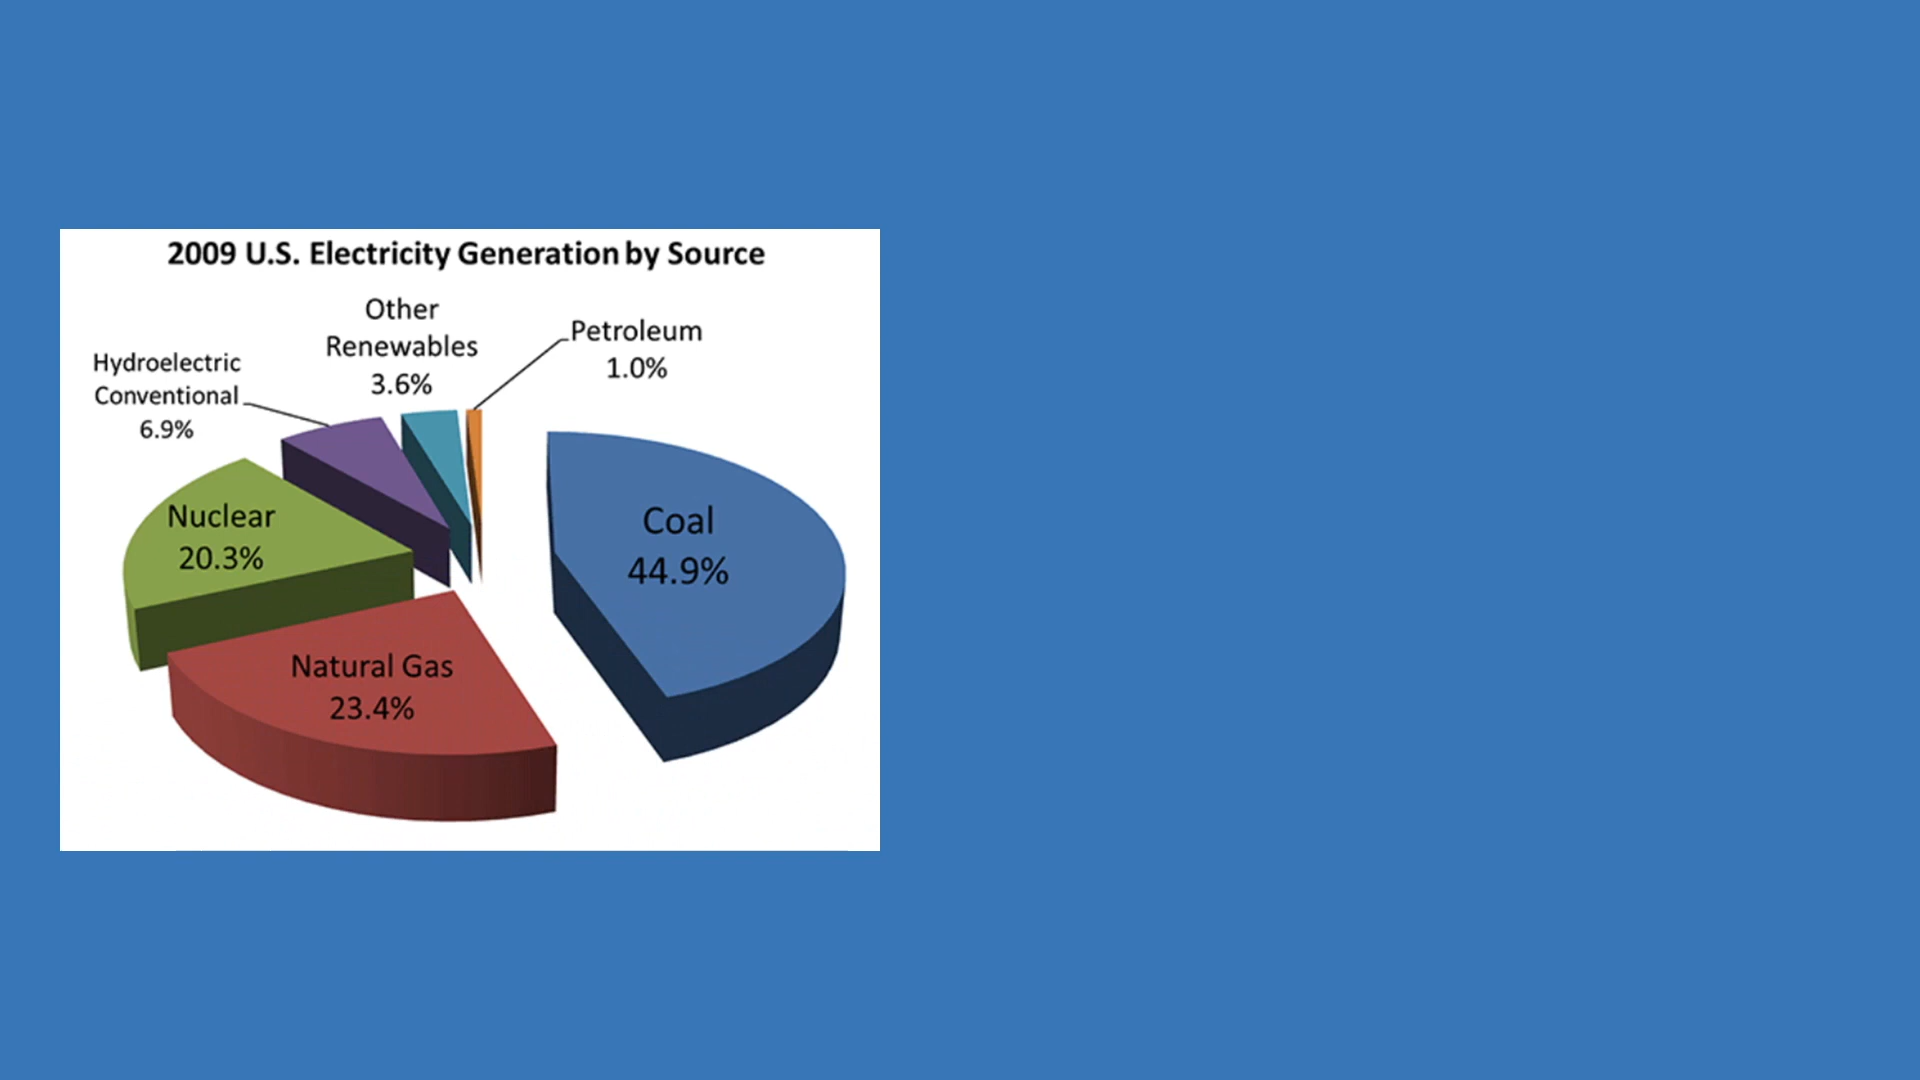 2009 U.S. Electricity Generation by Source
Other
Renewables
3.6%
Petroleum
1.0%
Hydroelectric
Conventional
6.9%
Nuclear
20.3%
Coal
44.9%
Natural Gas
23.4%